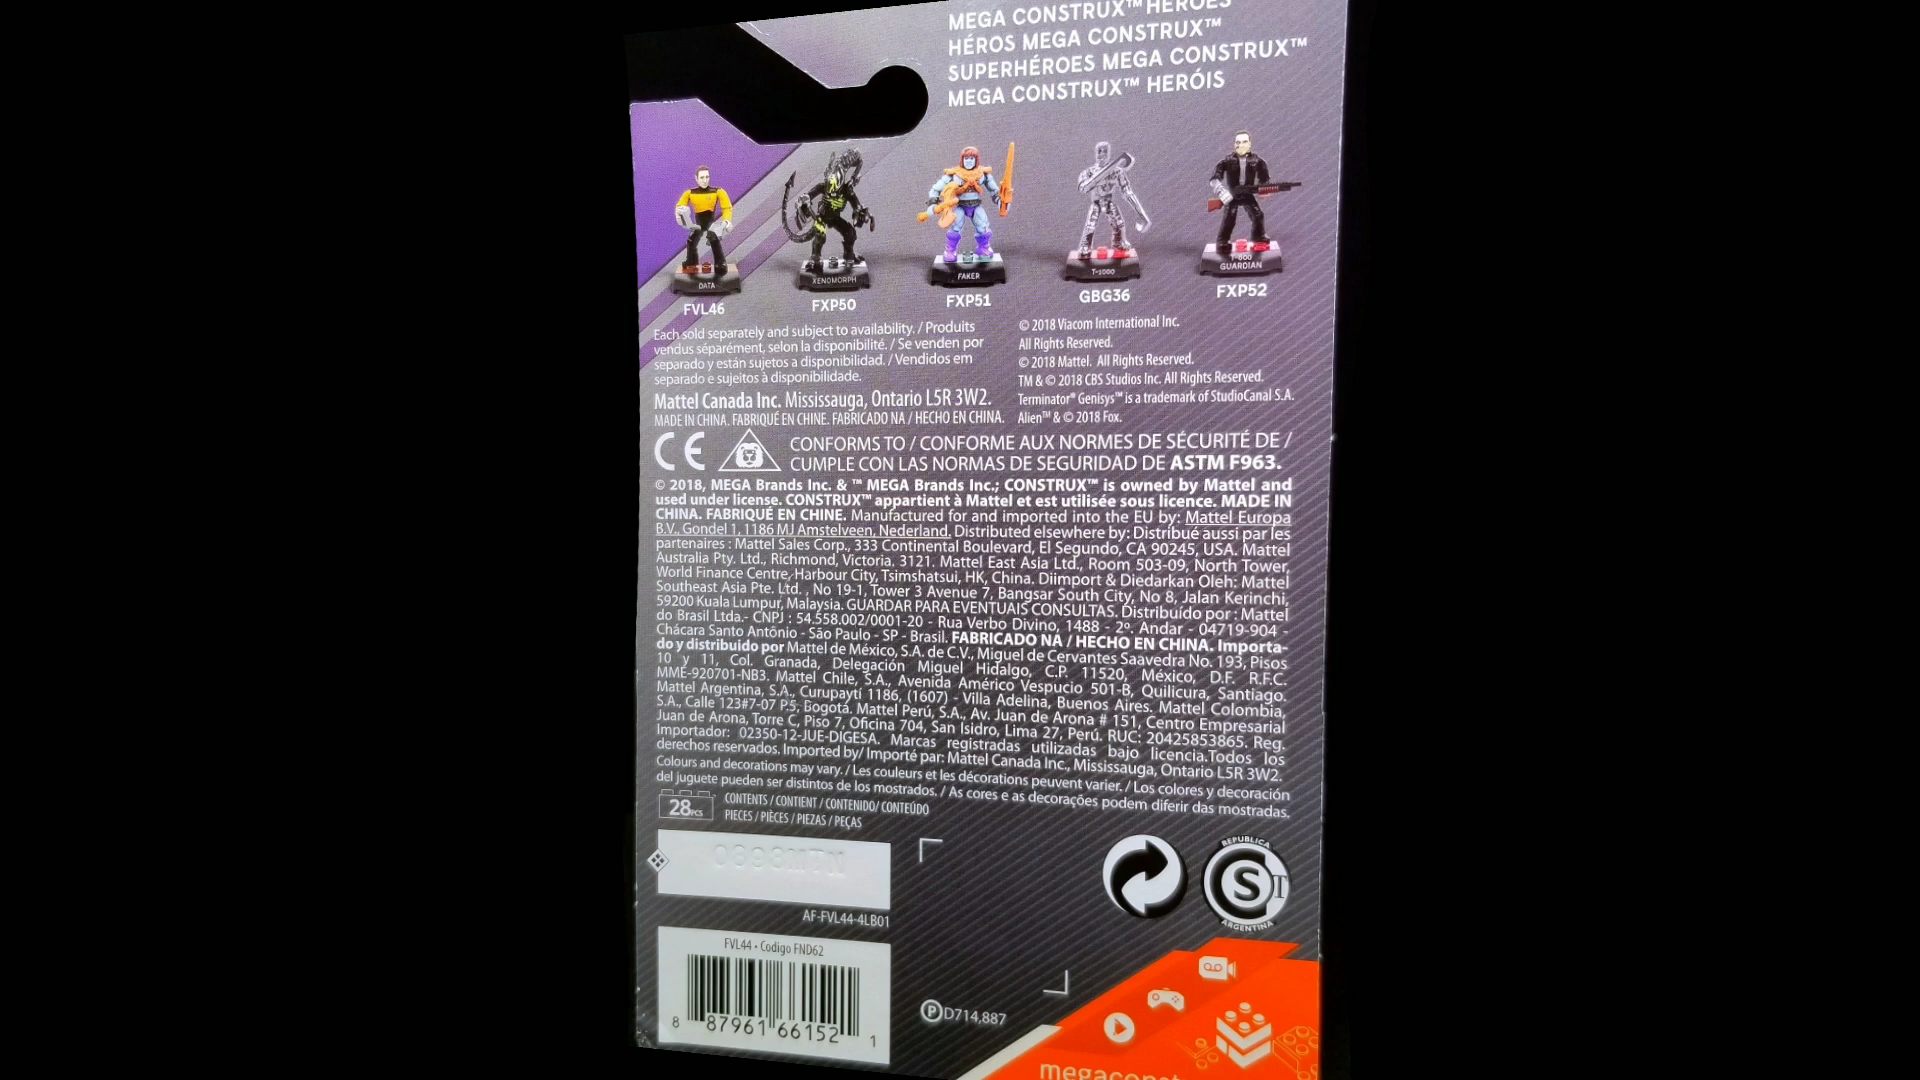 MEGA CONSTRUX™ HEROES
HÉROS MEGA CONSTRUX™
SUPERHÉROES MEGA CONSTRUX™
MEGA CONSTRUX™ HERÓIS
DATA
XENOMORPH
FAKER
T-1000
T-800
GUARDIAN
FVL46
FXP50
FXP51
GBG36
FXP52
Each sold separately and subject to availability. / Produits
vendus séparément, selon la disponibilité. / Se venden por
separado y están sujetos a disponibilidad. / Vendidos em
separado e sujeitos à disponibilidade.
Mattel Canada Inc. Mississauga, Ontario L5R 3W2.
MADE IN CHINA. FABRIQUÉ EN CHINE. FABRICADO NA / HECHO EN CHINA.
© 2018 Viacom International Inc.
All Rights Reserved.
© 2018 Mattel. All Rights Reserved.
TM & © 2018 CBS Studios Inc. All Rights Reserved.
Terminator® Genisys™ is a trademark of StudioCanal S.A.
Alien™ & © 2018 Fox.
CE
CONFORMS TO / CONFORME AUX NORMES DE SÉCURITÉ DE /
CUMPLE CON LAS NORMAS DE SEGURIDAD DE ASTM F963.
© 2018, MEGA Brands Inc. & ™ MEGA Brands Inc.; CONSTRUX™ is owned by Mattel and
used under license. CONSTRUX™ appartient à Mattel et est utilisée sous licence. MADE IN
CHINA. FABRIQUÉ EN CHINE. Manufactured for and imported into the EU by: Mattel Europa
B.V., Gondel 1, 1186 MJ Amstelveen, Nederland. Distributed elsewhere by: Distribué aussi par les
partenaires : Mattel Sales Corp., 333 Continental Boulevard, El Segundo, CA 90245, USA. Mattel
Australia Pty. Ltd., Richmond, Victoria. 3121. Mattel East Asia Ltd., Room 503-09, North Tower,
World Finance Centre, Harbour City, Tsimshatsui, HK, China. Diimport & Diedarkan Oleh: Mattel
Southeast Asia Pte. Ltd. , No 19-1, Tower 3 Avenue 7, Bangsar South City, No 8, Jalan Kerinchi,
59200 Kuala Lumpur, Malaysia. GUARDAR PARA EVENTUAIS CONSULTAS. Distribuído por : Mattel
do Brasil Ltda.- CNPJ : 54.558.002/0001-20 - Rua Verbo Divino, 1488 - 2º. Andar - 04719-904 -
Chácara Santo Antônio - São Paulo - SP - Brasil. FABRICADO NA / HECHO EN CHINA. Importa-
do y distribuido por Mattel de México, S.A. de C.V., Miguel de Cervantes Saavedra No. 193, Pisos
10 y 11, Col. Granada, Delegación Miguel Hidalgo, C.P. 11520, México, D.F. R.F.C.
MME-920701-NB3. Mattel Chile, S.A., Avenida Américo Vespucio 501-B, Quilicura, Santiago.
Mattel Argentina, S.A., Curupaytí 1186, (1607) - Villa Adelina, Buenos Aires. Mattel Colombia,
S.A., Calle 123#7-07 P.5, Bogotá. Mattel Perú, S.A., Av. Juan de Arona # 151, Centro Empresarial
Juan de Arona, Torre C, Piso 7, Oficina 704, San Isidro, Lima 27, Perú. RUC: 20425853865. Reg.
Importador: 02350-12-JUE-DIGESA. Marcas registradas utilizadas bajo licencia.Todos los
derechos reservados. Imported by/ Importé par: Mattel Canada Inc., Mississauga, Ontario L5R 3W2.
Colours and decorations may vary. / Les couleurs et les décorations peuvent varier. / Los colores y decoración
del juguete pueden ser distintos de los mostrados. / As cores e as decorações podem diferir das mostradas.
28PCS
CONTENTS / CONTIENT / CONTENIDO/ CONTEÚDO
PIECES / PIÈCES / PIEZAS / PEÇAS
AF-FVL44-4LB01
FVL44 • Codigo FND62
8 87961 66152 1
P D714,887
REPUBLICA
S T
ARGENTINA